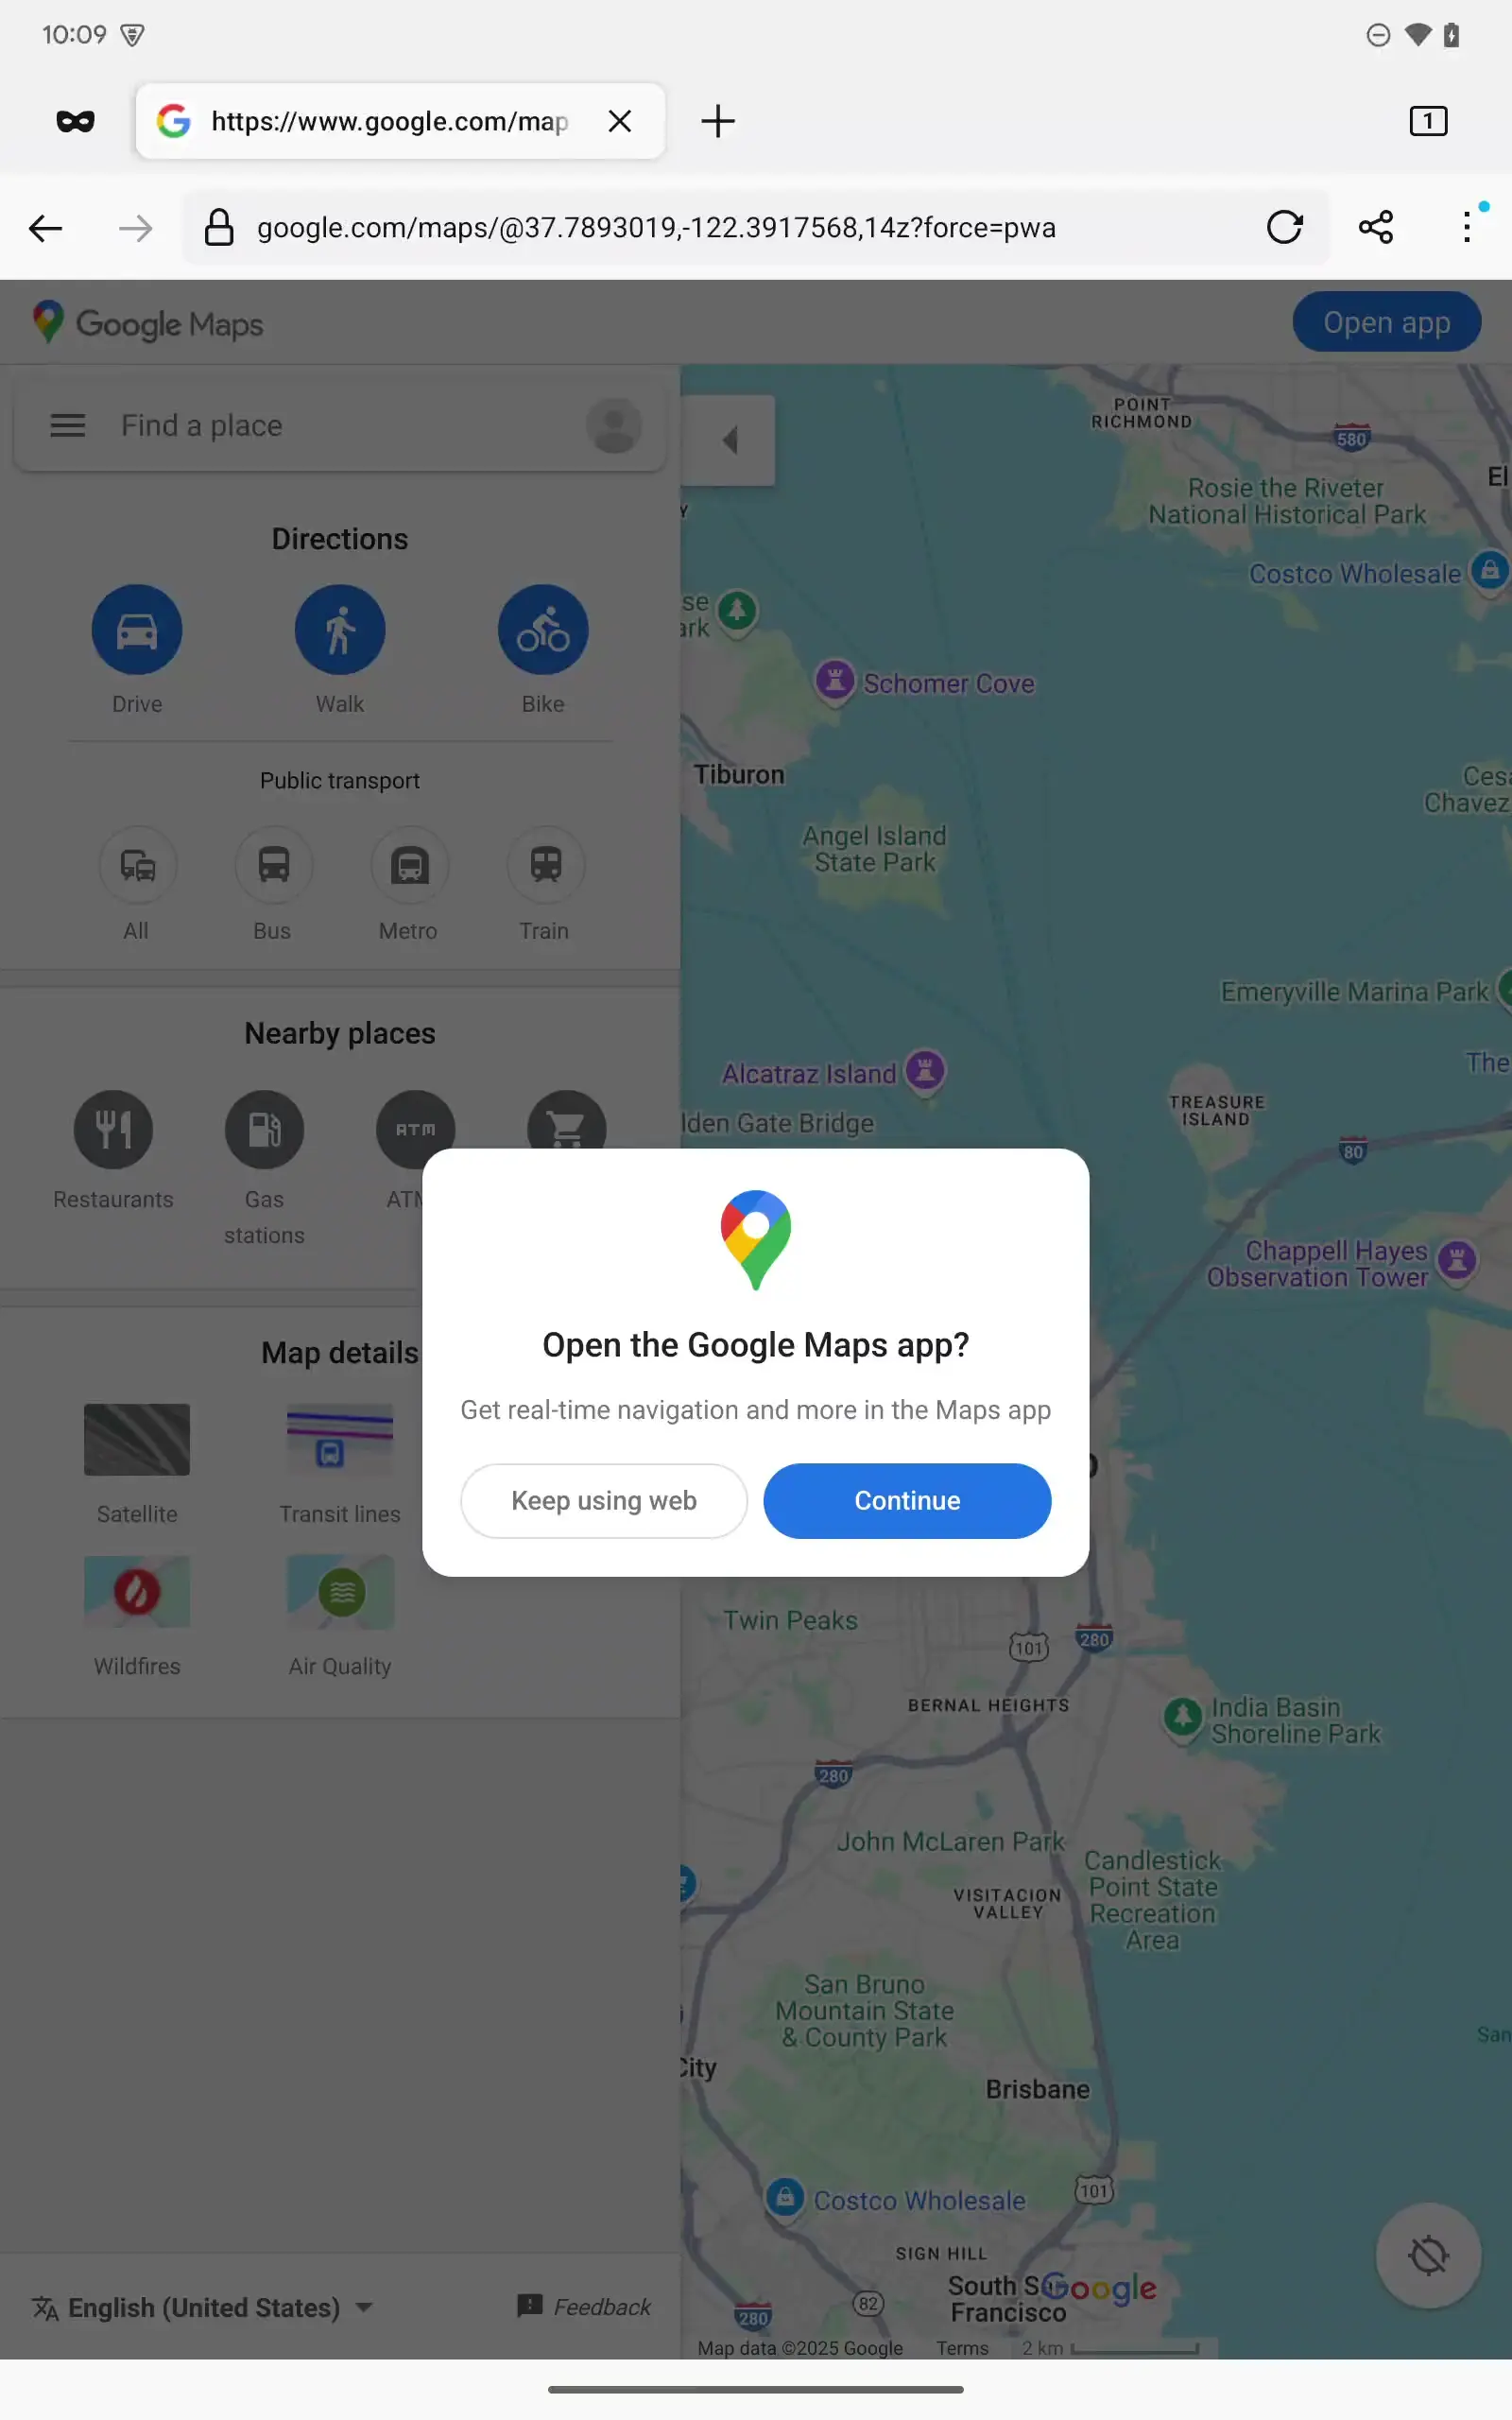 10:09
https://www.google.com/map
1
google.com/maps/@37.7893019,-122.3917568,14z?force=pwa
Google Maps
Open app
Find a place
Directions
Drive
Walk
Bike
Public transport
All
Bus
Metro
Train
Nearby places
Restaurants
Gas
stations
ATM
Map details
Satellite
Transit lines
Wildfires
Air Quality
English (United States)
Feedback
Open the Google Maps app?
Get real-time navigation and more in the Maps app
Keep using web
Continue
POINT
RICHMOND
580
El
Rosie the Riveter
National Historical Park
Costco Wholesale
Y
se
ark
Schomer Cove
Tiburon
Angel Island
State Park
Cesa
Chavez
Emeryville Marina Park
The
Alcatraz Island
TREASURE
ISLAND
lden Gate Bridge
80
Chappell Hayes
Observation Tower
Twin Peaks
101
280
BERNAL HEIGHTS
India Basin
Shoreline Park
280
John McLaren Park
Candlestick
Point State
Recreation
Area
VISITACION
VALLEY
San Bruno
Mountain State
& County Park
San
City
Brisbane
Costco Wholesale
101
SIGN HILL
South S
Francisco
Google
82
280
Map data ©2025 Google
Terms
2 km